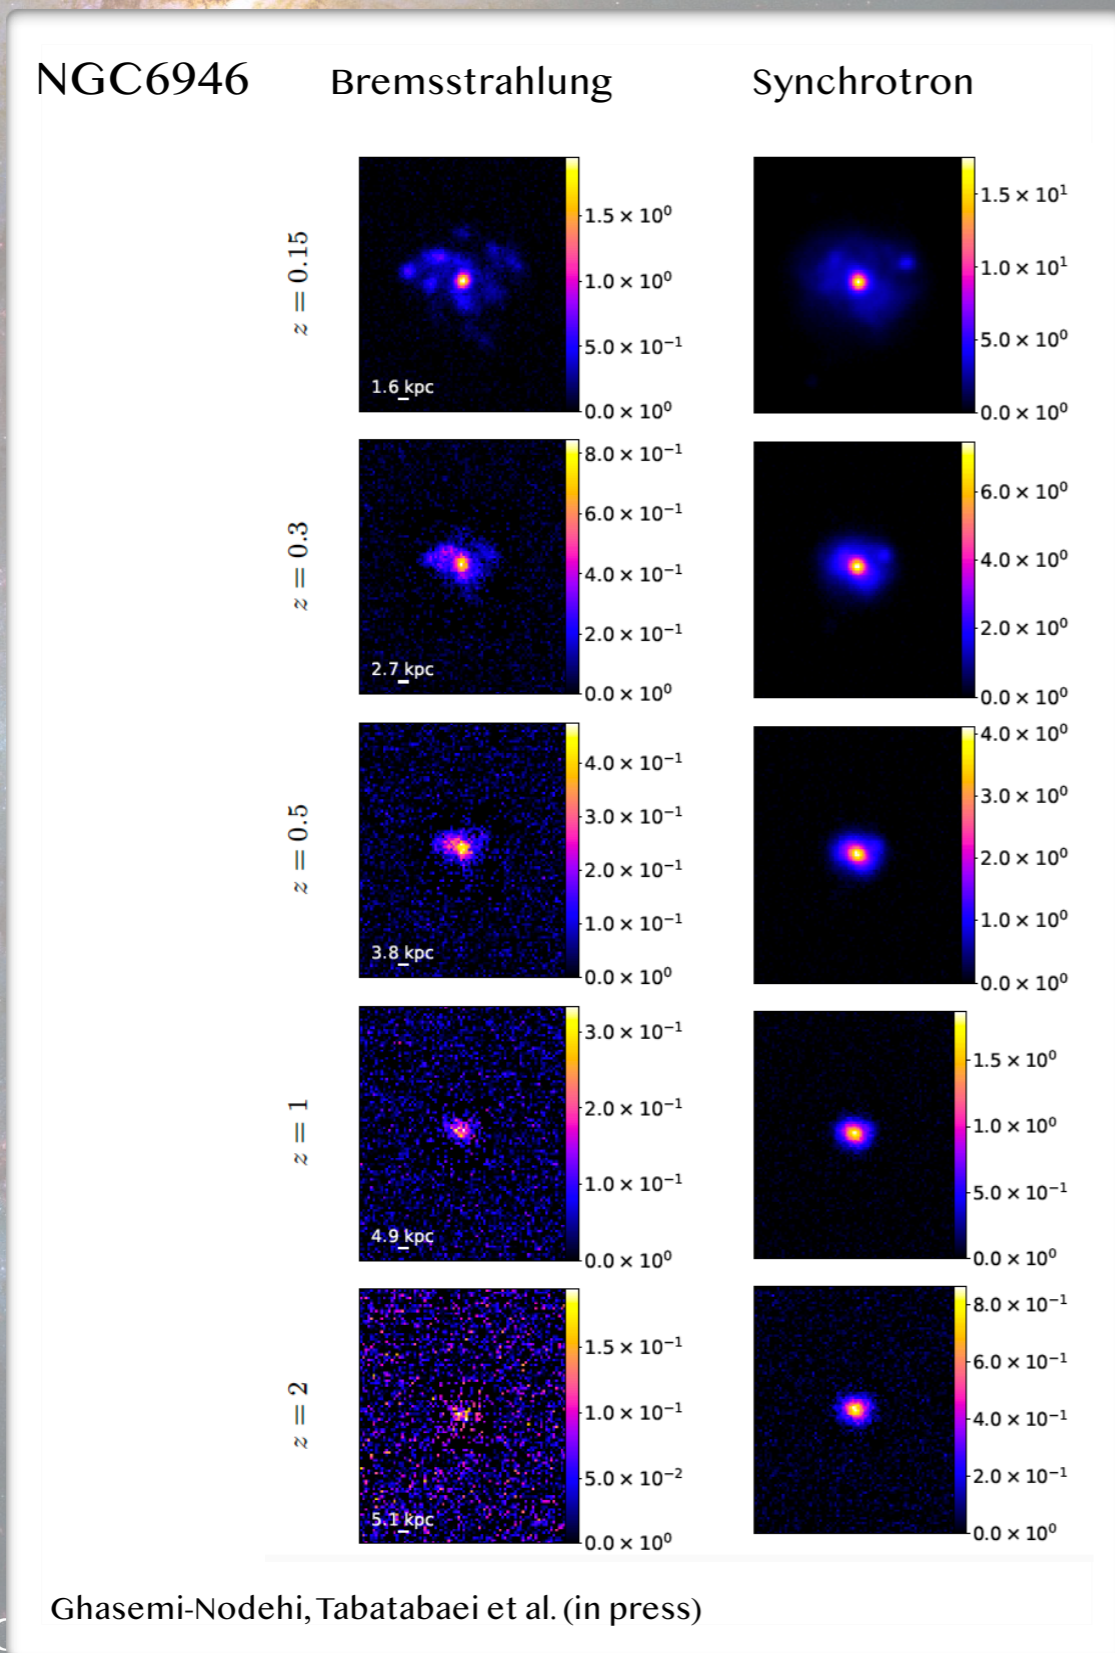 NGC6946
Bremsstrahlung
Synchrotron
z = 0.15
1.6 kpc
1.5 × 10⁰
1.0 × 10⁰
5.0 × 10⁻¹
0.0 × 10⁰
1.5 × 10¹
1.0 × 10¹
5.0 × 10⁰
0.0 × 10⁰
z = 0.3
2.7 kpc
8.0 × 10⁻¹
6.0 × 10⁻¹
4.0 × 10⁻¹
2.0 × 10⁻¹
0.0 × 10⁰
6.0 × 10⁰
4.0 × 10⁰
2.0 × 10⁰
0.0 × 10⁰
z = 0.5
3.8 kpc
4.0 × 10⁻¹
3.0 × 10⁻¹
2.0 × 10⁻¹
1.0 × 10⁻¹
0.0 × 10⁰
4.0 × 10⁰
3.0 × 10⁰
2.0 × 10⁰
1.0 × 10⁰
0.0 × 10⁰
z = 1
4.9 kpc
3.0 × 10⁻¹
2.0 × 10⁻¹
1.0 × 10⁻¹
0.0 × 10⁰
1.5 × 10⁰
1.0 × 10⁰
5.0 × 10⁻¹
0.0 × 10⁰
z = 2
5.1 kpc
1.5 × 10⁻¹
1.0 × 10⁻¹
5.0 × 10⁻²
0.0 × 10⁰
8.0 × 10⁻¹
6.0 × 10⁻¹
4.0 × 10⁻¹
2.0 × 10⁻¹
0.0 × 10⁰
Ghasemi-Nodehi, Tabatabaei et al. (in press)